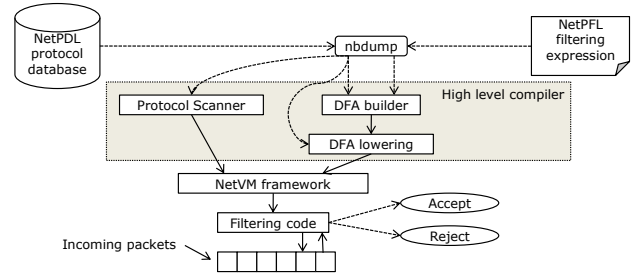 NetPDL
protocol
database
nbdump
NetPFL
filtering
expression
High level compiler
Protocol Scanner
DFA builder
DFA lowering
NetVM framework
Filtering code
Accept
Reject
Incoming packets